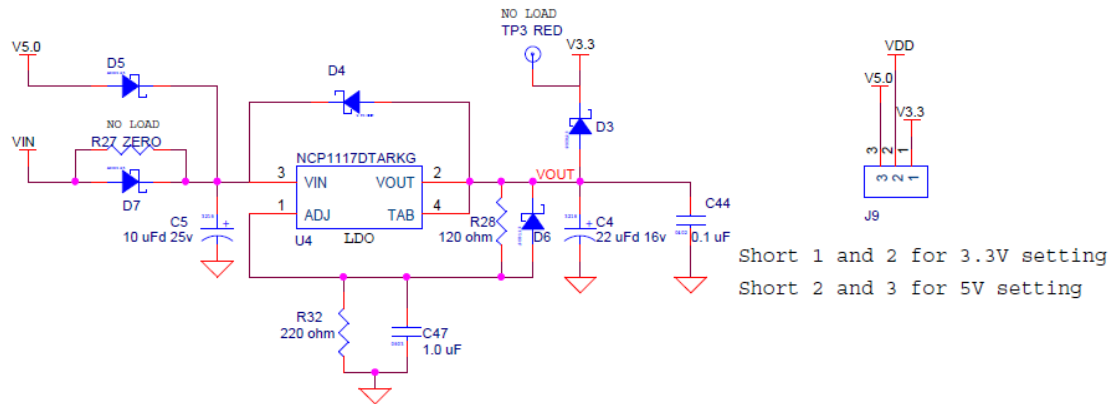 NO LOAD
TP3 RED
V5.0
V3.3
VDD
D5
D4
V5.0
NO LOAD
D3
V3.3
VIN
R27 ZERO
NCP1117DTARKG
3
VIN
VOUT
2
VOUT
3
2
1
3
2
1
D7
1
ADJ
TAB
4
R28
C44
J9
C5
U4
LDO
120 ohm
D6
C4
10 uFd 25v
22 uFd 16v
0.1 uF
Short 1 and 2 for 3.3V setting
Short 2 and 3 for 5V setting
R32
C47
220 ohm
1.0 uF